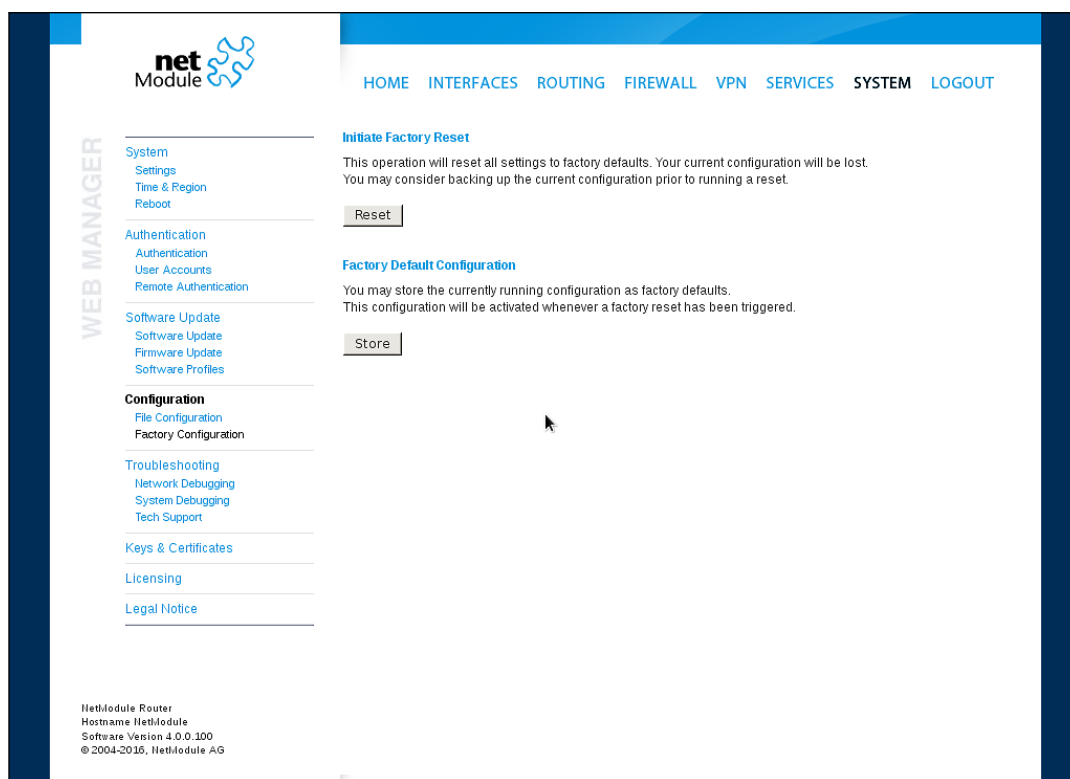 net
Module
HOME INTERFACES ROUTING FIREWALL VPN SERVICES SYSTEM LOGOUT
WEB MANAGER
System
Settings
Time & Region
Reboot
Authentication
Authentication
User Accounts
Remote Authentication
Software Update
Software Update
Firmware Update
Software Profiles
Configuration
File Configuration
Factory Configuration
Troubleshooting
Network Debugging
System Debugging
Tech Support
Keys & Certificates
Licensing
Legal Notice
Initiate Factory Reset
This operation will reset all settings to factory defaults. Your current configuration will be lost.
You may consider backing up the current configuration prior to running a reset.
Reset
Factory Default Configuration
You may store the currently running configuration as factory defaults.
This configuration will be activated whenever a factory reset has been triggered.
Store
NetModule Router
Hostname NetModule
Software Version 4.0.0.100
© 2004-2016, NetModule AG